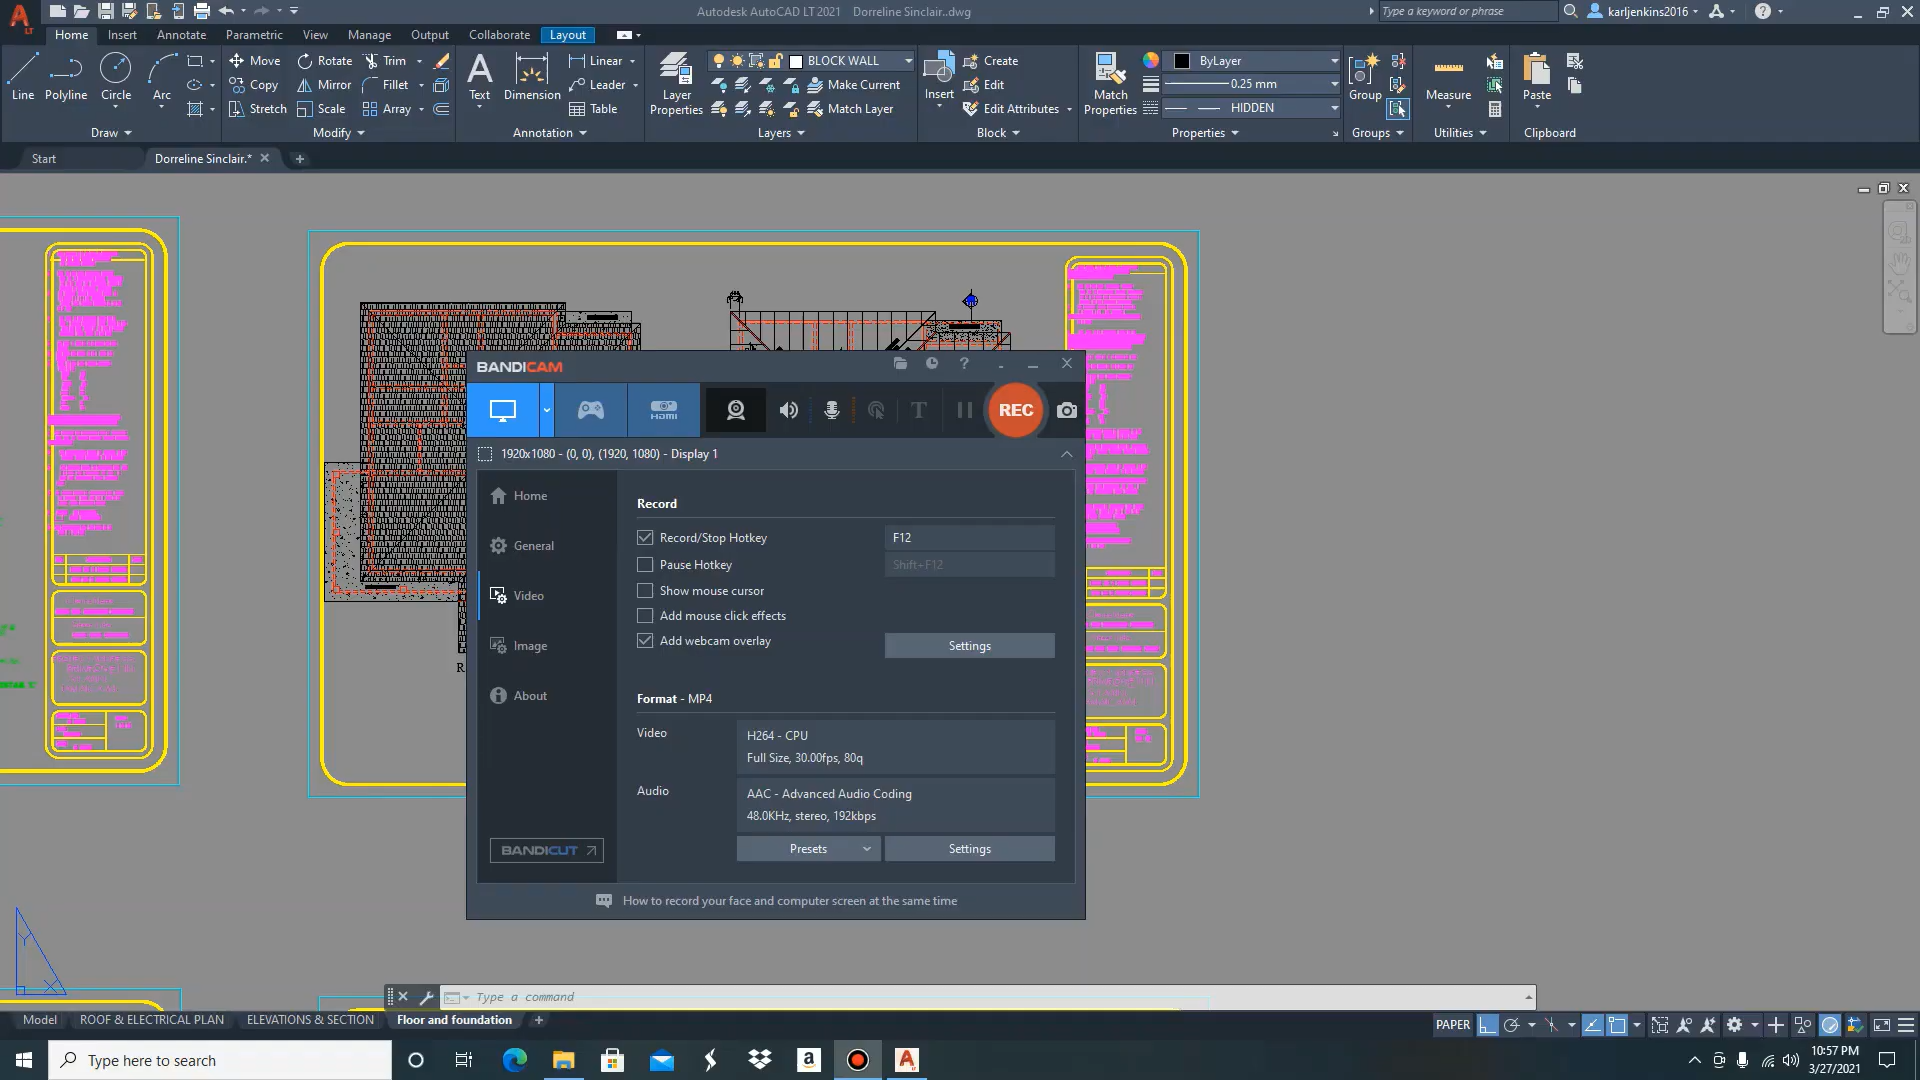 Autodesk AutoCAD LT 2021 Dorreline Sinclair..dwg
Type a keyword or phrase
karljenkins2016
Home Insert Annotate Parametric View Manage Output Collaborate Layout
Line Polyline Circle Arc
Move Rotate Trim
Copy Mirror Fillet
Stretch Scale Array
Text Dimension
Linear
Leader
Table
Layer Properties
BLOCK WALL
Make Current
Match Layer
Insert
Create
Edit
Edit Attributes
Match Properties
ByLayer
0.25 mm
HIDDEN
Group
Measure
Paste
Draw Modify Annotation Layers Block Properties Groups Utilities Clipboard
Start Dorreline Sinclair.*
BANDICAM
HDMI
T
REC
1920x1080 - (0, 0), (1920, 1080) - Display 1
Home
General
Video
Image
About
BANDICUT
Record
Record/Stop Hotkey F12
Pause Hotkey Shift+F12
Show mouse cursor
Add mouse click effects
Add webcam overlay Settings
Format - MP4
Video
H264 - CPU
Full Size, 30.00fps, 80q
Audio
AAC - Advanced Audio Coding
48.0KHz, stereo, 192kbps
Presets Settings
How to record your face and computer screen at the same time
R
Y
X
Type a command
Model ROOF & ELECTRICAL PLAN ELEVATIONS & SECTION Floor and foundation
PAPER
Type here to search
10:57 PM
3/27/2021